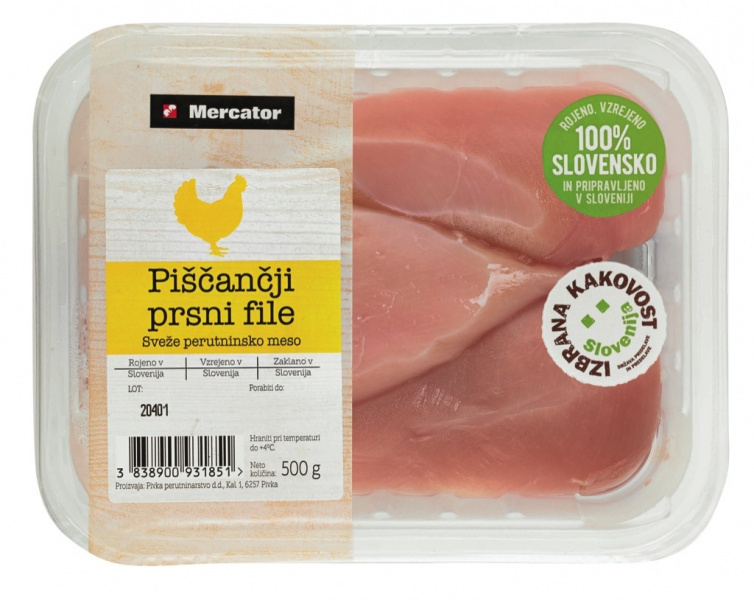 Mercator
Piščančji
prsni file
Sveže perutninsko meso
Rojeno v
Slovenija
Vzrejeno v
Slovenija
Zaklano v
Slovenija
LOT:
Porabiti do:
20401
Hraniti pri temperaturi
do +4°C.
3 838900 931851 >
Neto
količina: 500 g
Proizvaja: Pivka perutninarstvo d.d., Kal 1, 6257 Pivka
ROJENO, VZREJENO
100%
SLOVENSKO
IN PRIPRAVLJENO
V SLOVENIJI
IZBRANA KAKOVOST
Slovenija